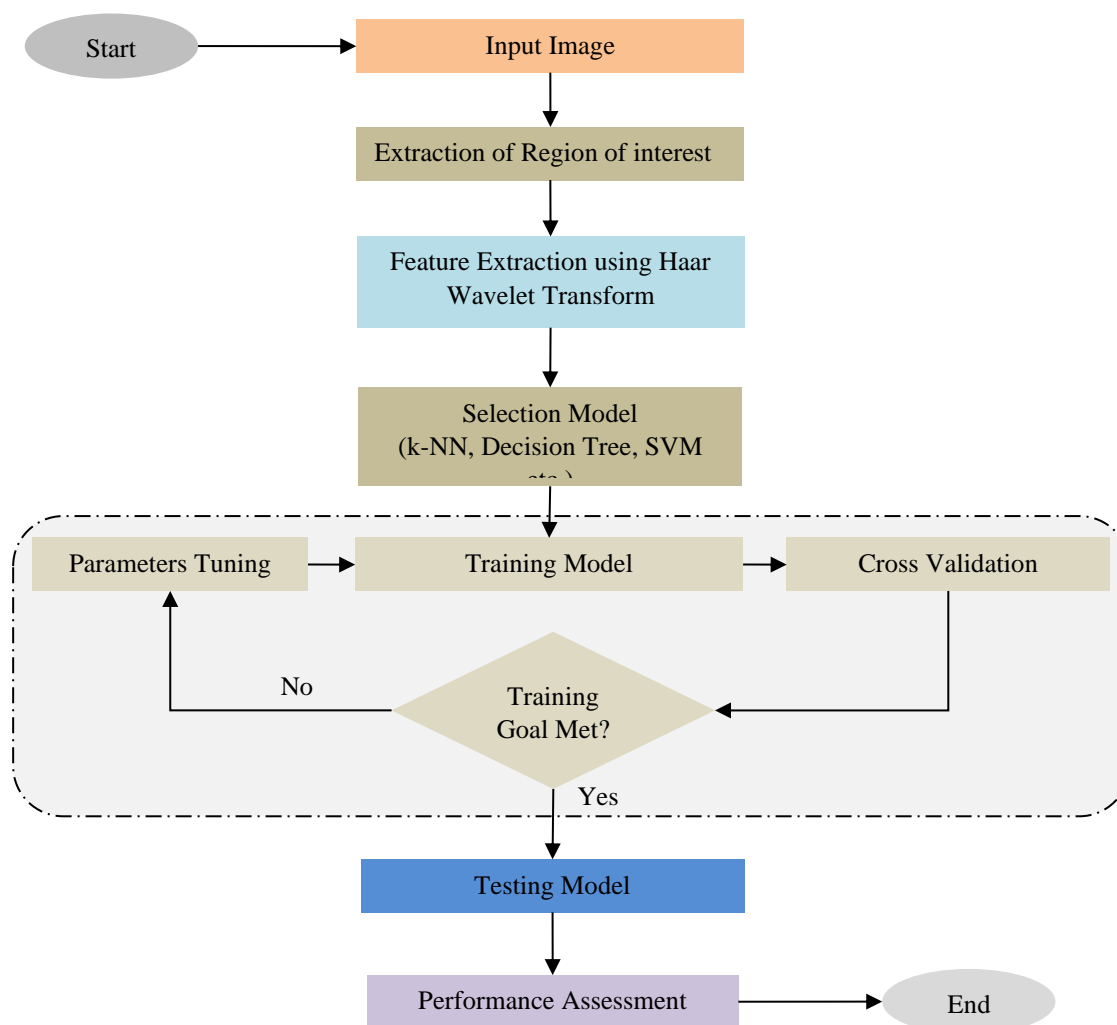 Start
Input Image
Extraction of Region of interest
Feature Extraction using Haar
Wavelet Transform
Selection Model
(k-NN, Decision Tree, SVM
Parameters Tuning
Training Model
Cross Validation
No
Training
Goal Met?
Yes
Testing Model
Performance Assessment
End